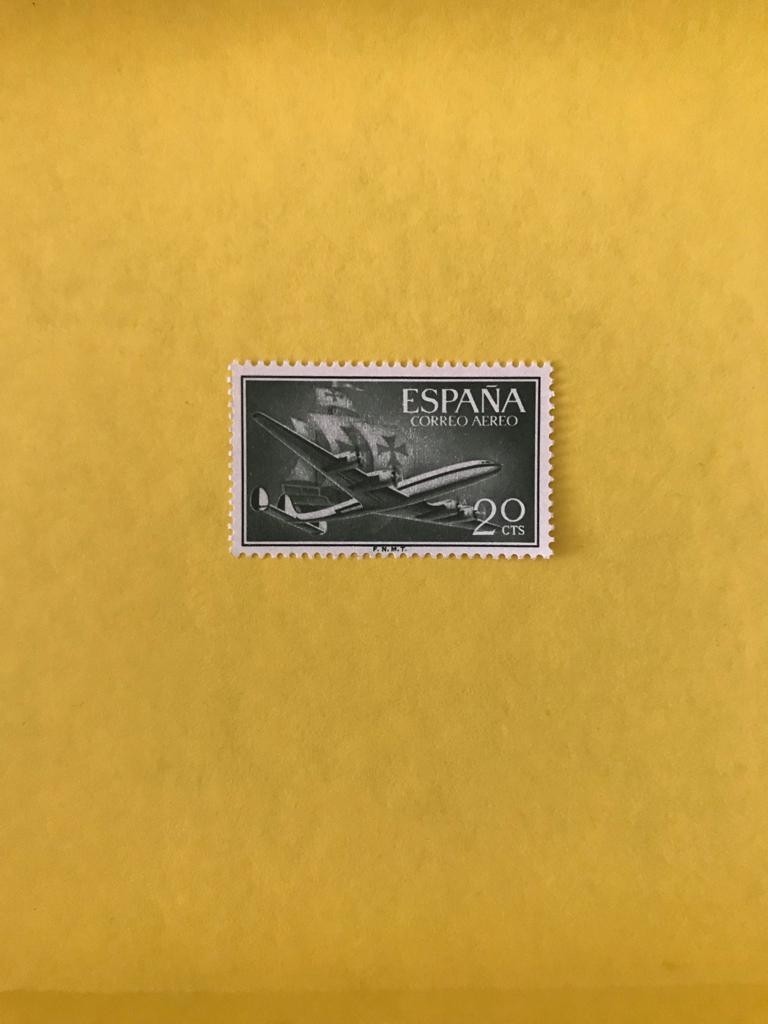 ESPAÑA
CORREO AEREO
20
CTS
F. N. M. T.